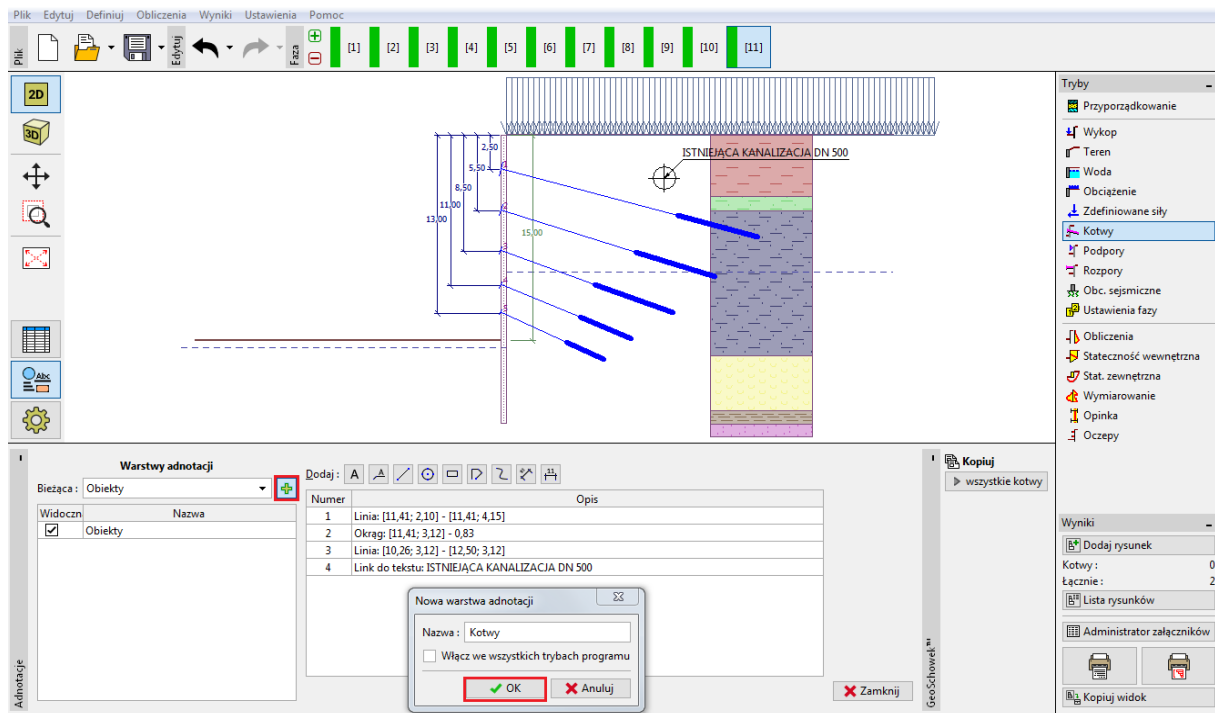 Plik Edytuj Definiuj Obliczenia Wyniki Ustawienia Pomoc
Plik
Edytuj
Faza
[1] [2] [3] [4] [5] [6] [7] [8] [9] [10] [11]
2D
3D
Abc
2,50
5,50
8,50
11,00
13,00
15,00
1
2
3
4
5
ISTNIEJĄCA KANALIZACJA DN 500
Tryby
Przyporządkowanie
Wykop
Teren
Woda
Obciążenie
Zdefiniowane siły
Kotwy
Podpory
Rozpory
Obc. sejsmiczne
Ustawienia fazy
Obliczenia
Stateczność wewnętrzna
Stat. zewnętrzna
Wymiarowanie
Opinka
Oczepy
Adnotacje
Warstwy adnotacji
Bieżąca : Obiekty
Widoczn Nazwa
Obiekty
Dodaj :
Numer Opis
1 Linia: [11,41; 2,10] - [11,41; 4,15]
2 Okrąg: [11,41; 3,12] - 0,83
3 Linia: [10,26; 3,12] - [12,50; 3,12]
4 Link do tekstu: ISTNIEJĄCA KANALIZACJA DN 500
Nowa warstwa adnotacji
Nazwa : Kotwy
Włącz we wszystkich trybach programu
OK Anuluj
Zamknij
GeoSchowek™
Kopiuj
wszystkie kotwy
Wyniki
Dodaj rysunek
Kotwy : 0
Łącznie : 2
Lista rysunków
Administrator załączników
Kopiuj widok